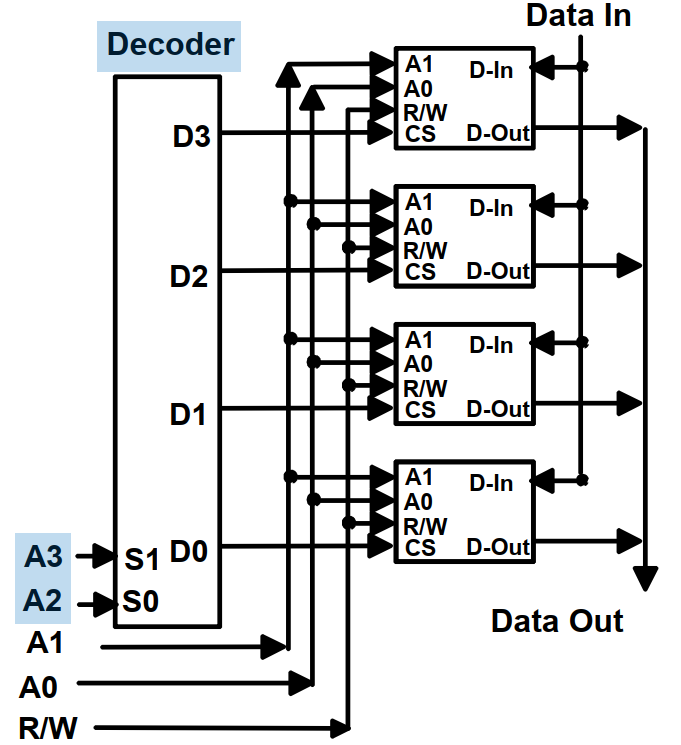 Data In
Decoder
D3
D2
D1
D0
A3
S1
A2
S0
A1
A0
R/W
A1
D-In
A0
R/W
CS
D-Out
A1
D-In
A0
R/W
CS
D-Out
A1
D-In
A0
R/W
CS
D-Out
A1
D-In
A0
R/W
CS
D-Out
Data Out